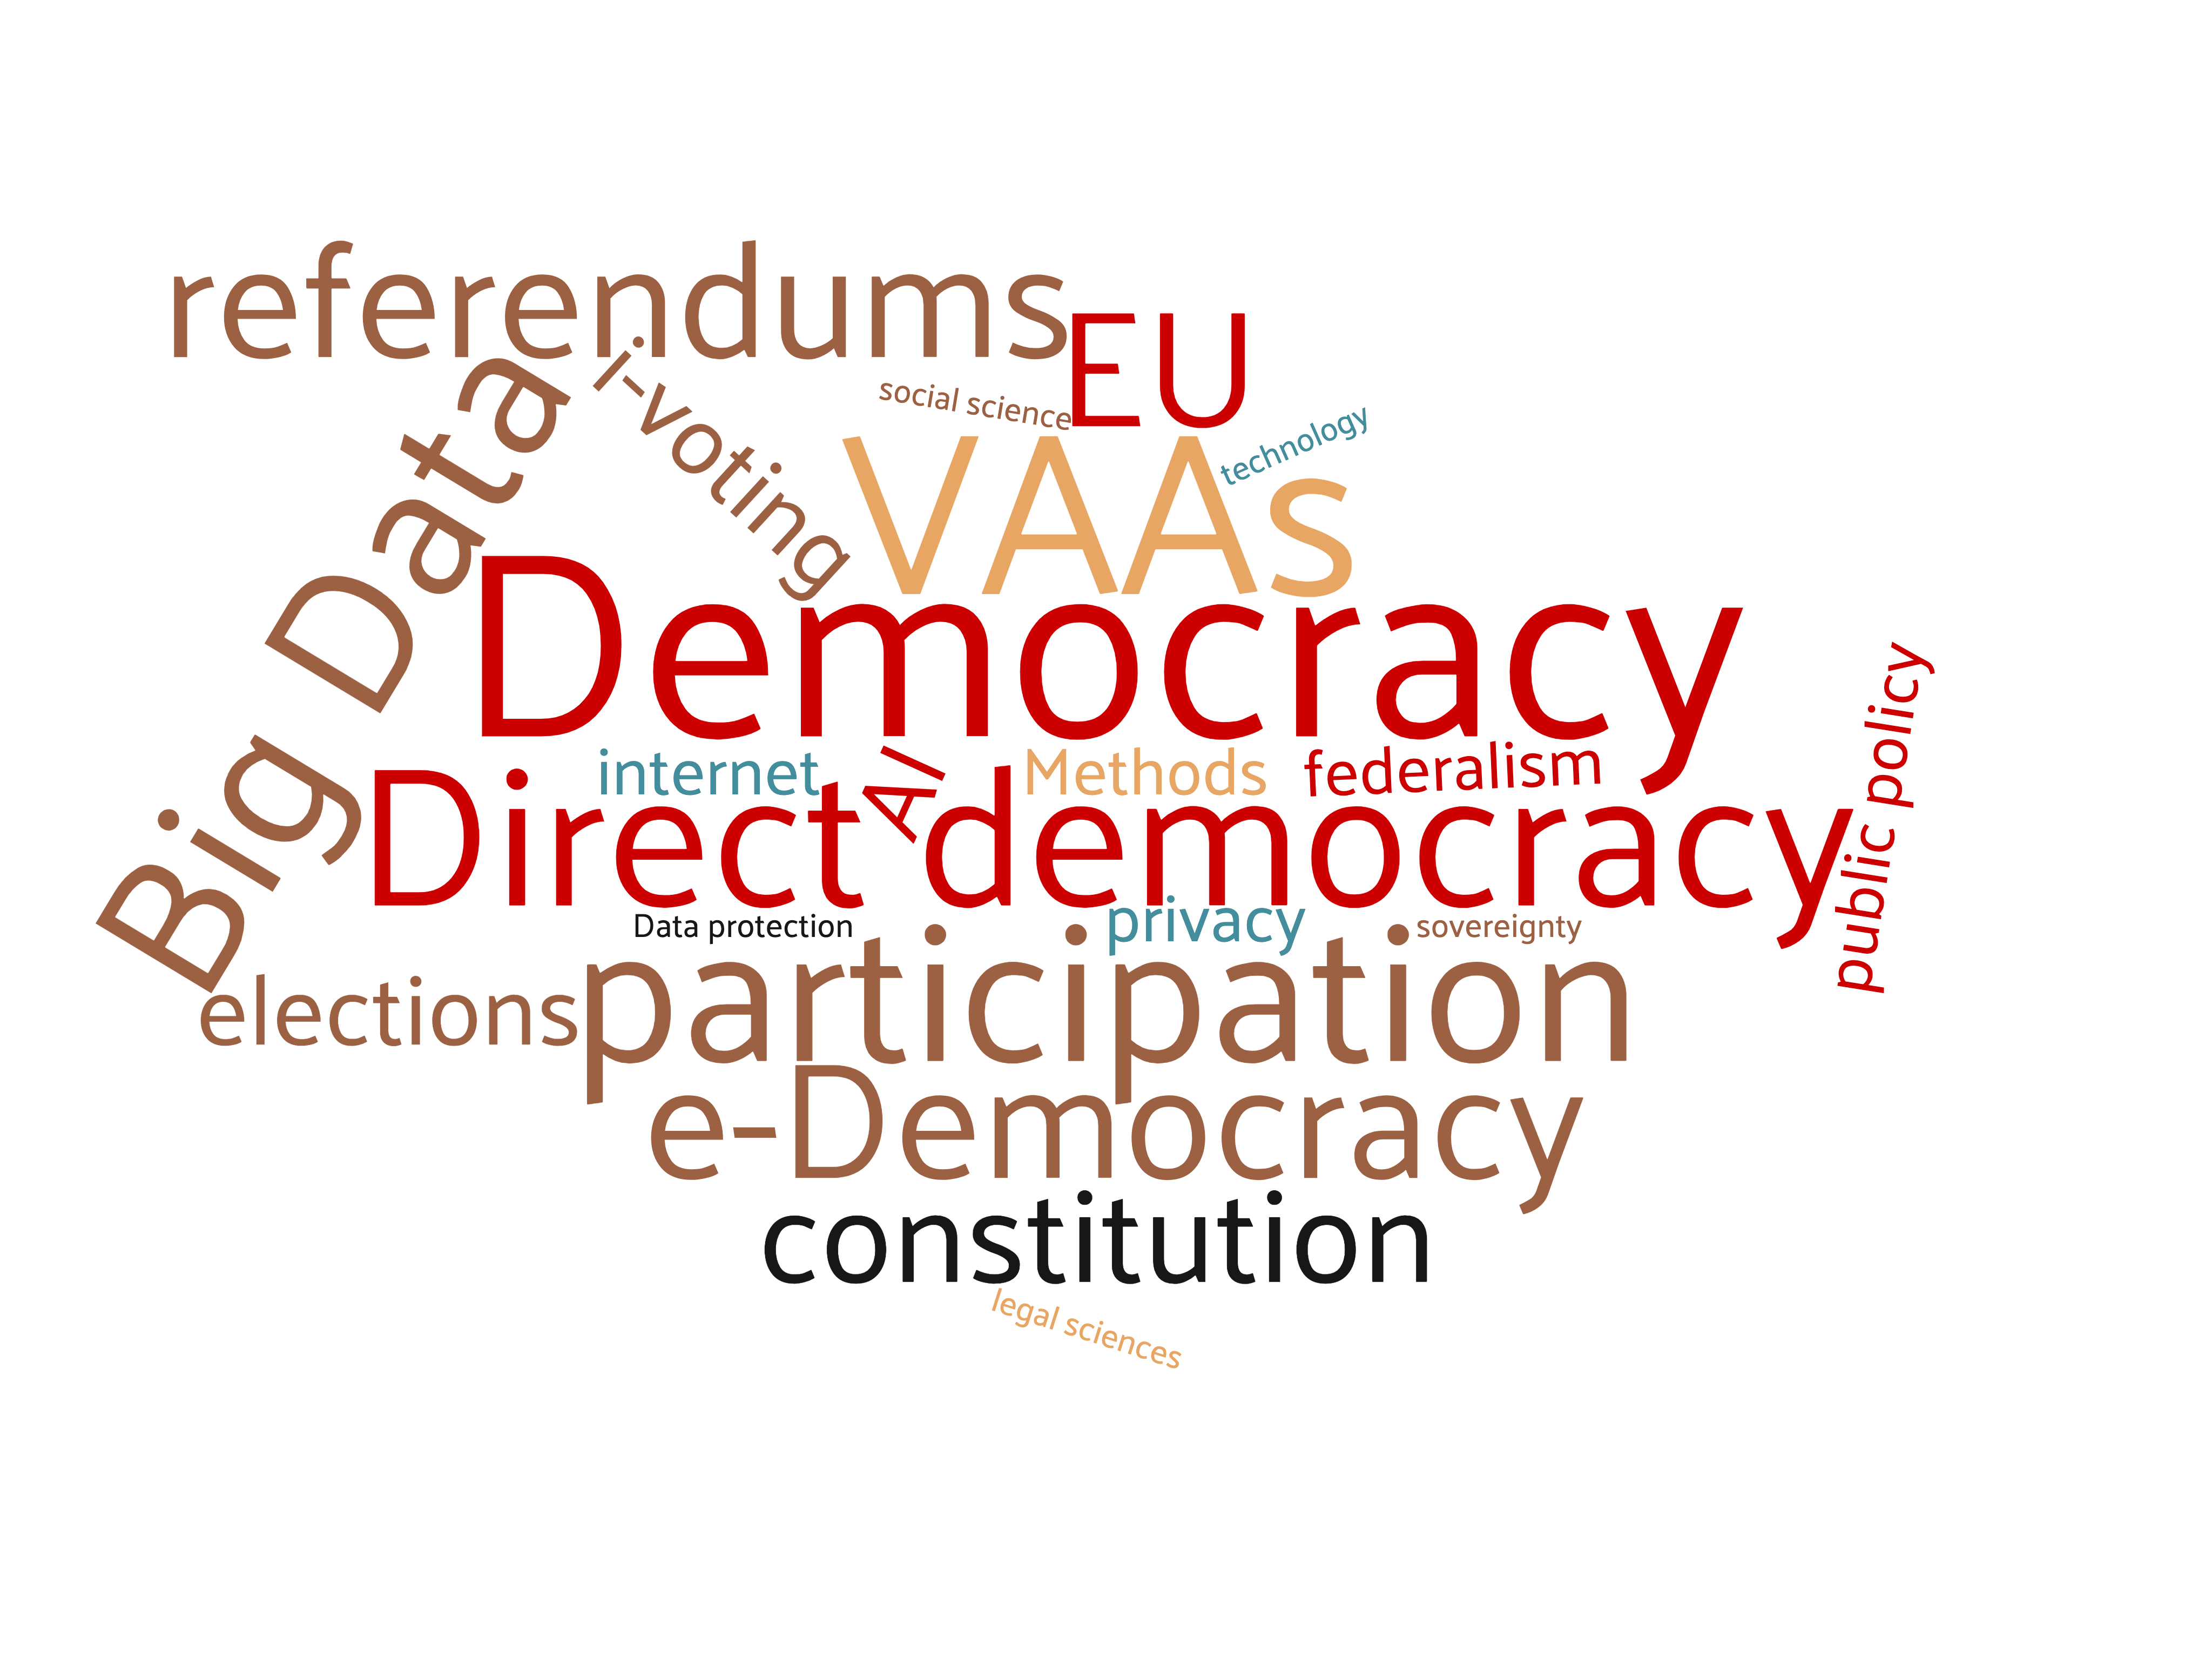 referendums
EU
social science
technology
I-voting
VAAs
Big Data
Democracy
internet
AI
Methods
federalism
public policy
Direct democracy
Data protection
privacy
sovereignty
elections
participation
e-Democracy
constitution
legal sciences